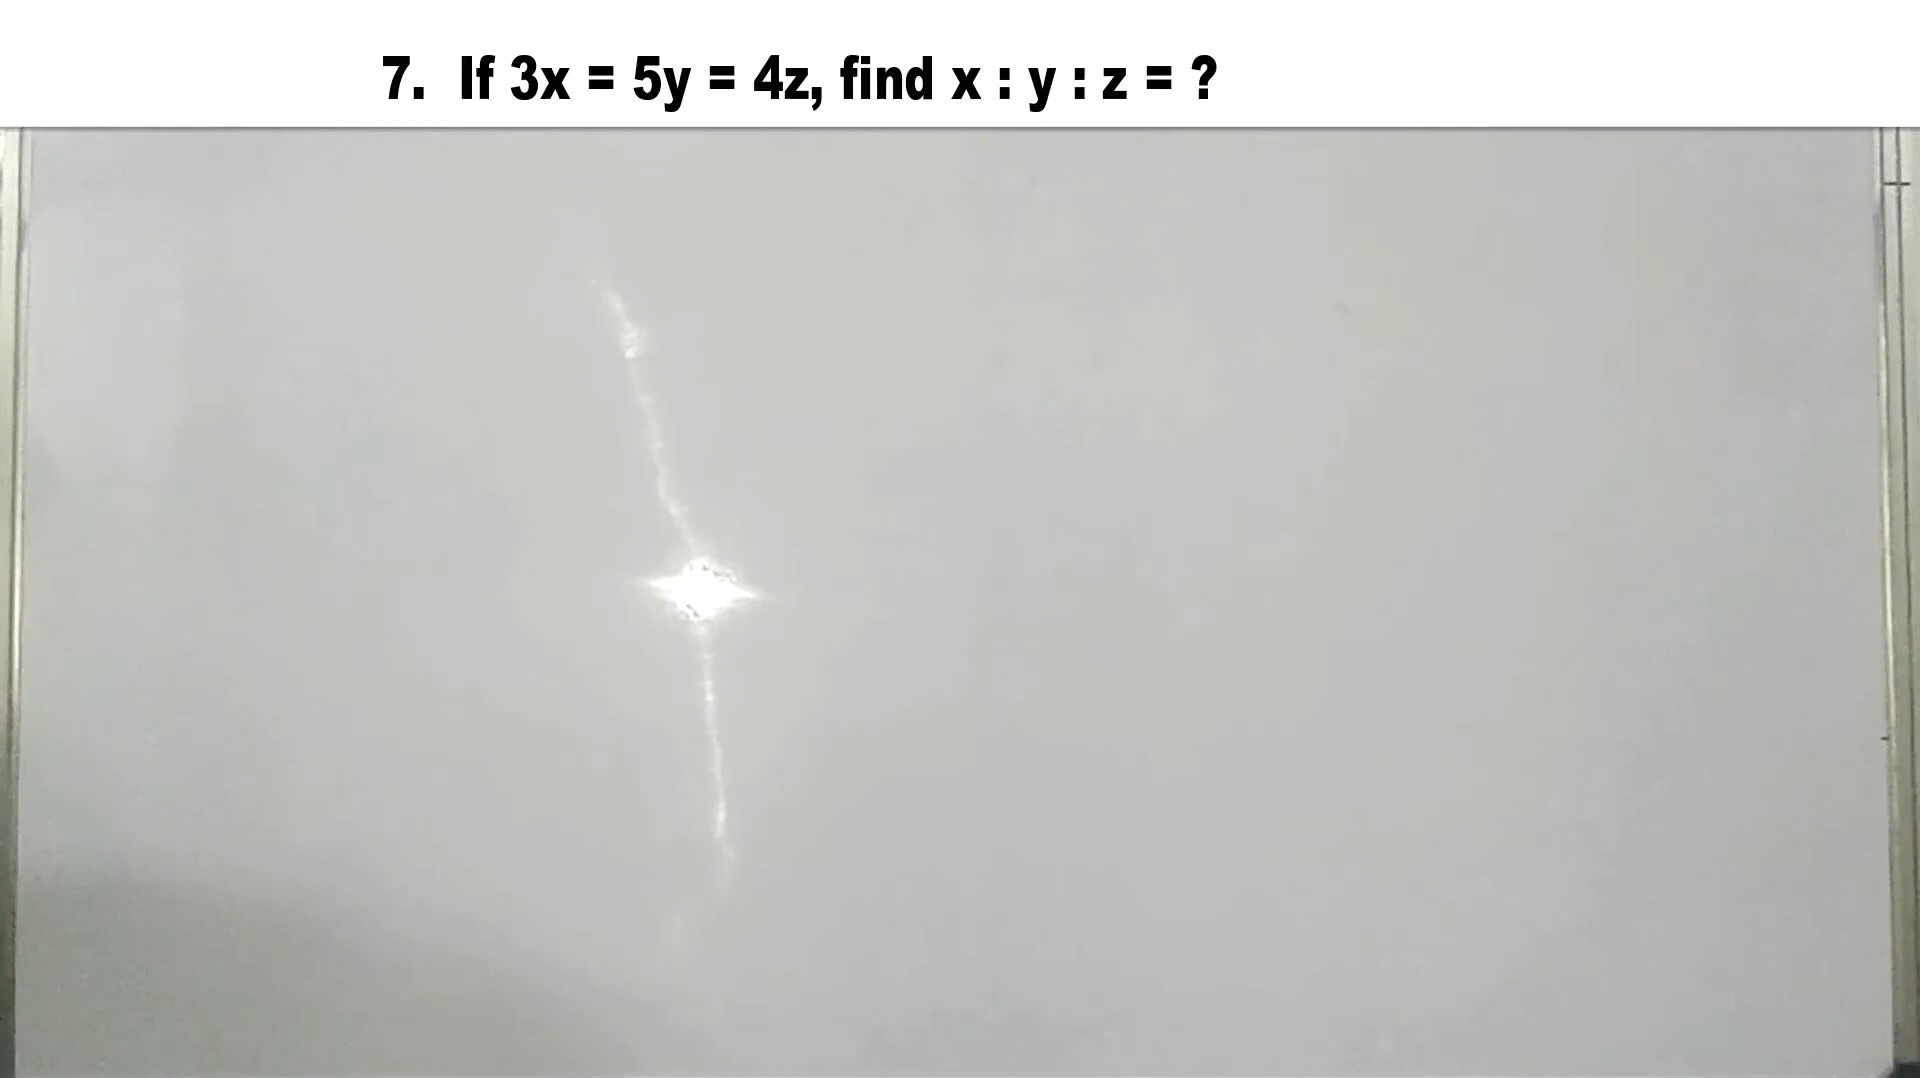 7. If 3x = 5y = 4z, find x : y : z = ?